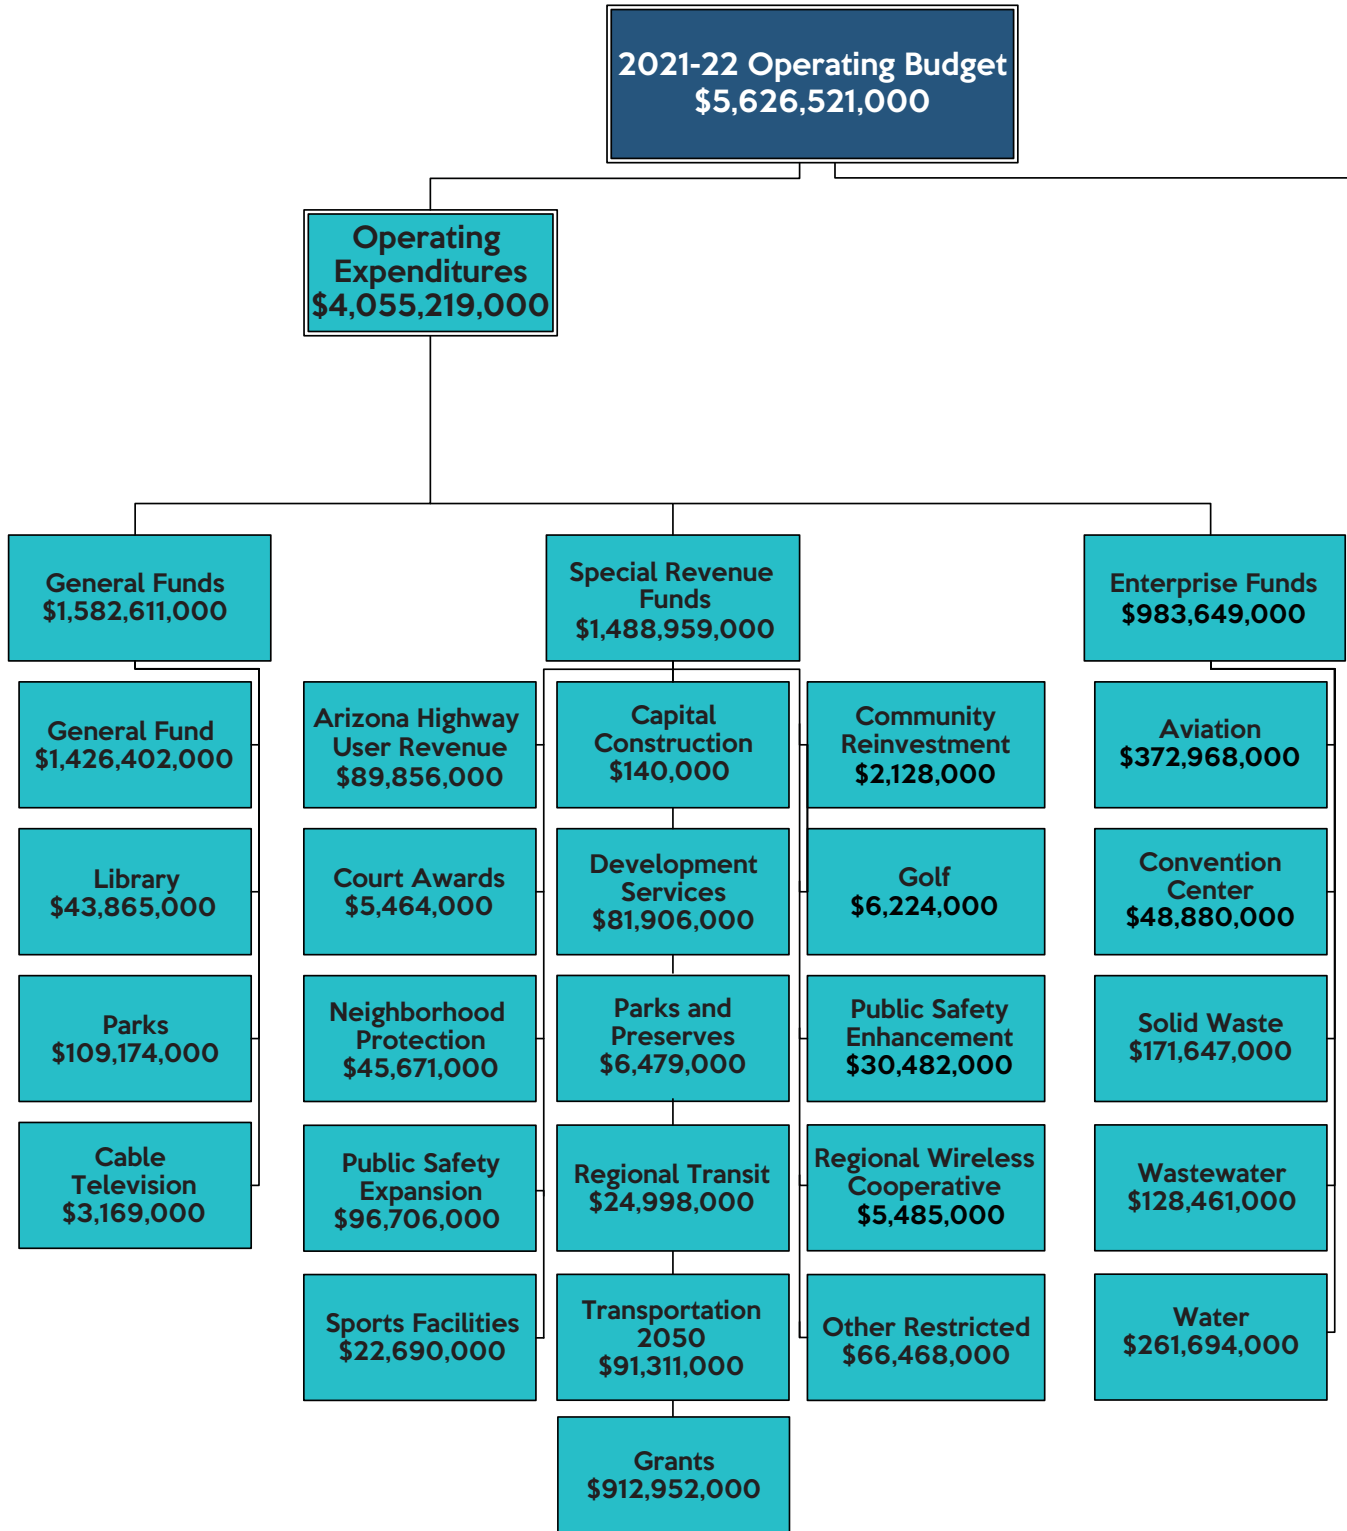 2021-22 Operating Budget
$5,626,521,000
Operating
Expenditures
$4,055,219,000
General Funds
$1,582,611,000
Special Revenue
Funds
$1,488,959,000
Enterprise Funds
$983,649,000
General Fund
$1,426,402,000
Library
$43,865,000
Parks
$109,174,000
Cable
Television
$3,169,000
Arizona Highway
User Revenue
$89,856,000
Court Awards
$5,464,000
Neighborhood
Protection
$45,671,000
Public Safety
Expansion
$96,706,000
Sports Facilities
$22,690,000
Capital
Construction
$140,000
Development
Services
$81,906,000
Parks and
Preserves
$6,479,000
Regional Transit
$24,998,000
Transportation
2050
$91,311,000
Grants
$912,952,000
Community
Reinvestment
$2,128,000
Golf
$6,224,000
Public Safety
Enhancement
$30,482,000
Regional Wireless
Cooperative
$5,485,000
Other Restricted
$66,468,000
Aviation
$372,968,000
Convention
Center
$48,880,000
Solid Waste
$171,647,000
Wastewater
$128,461,000
Water
$261,694,000